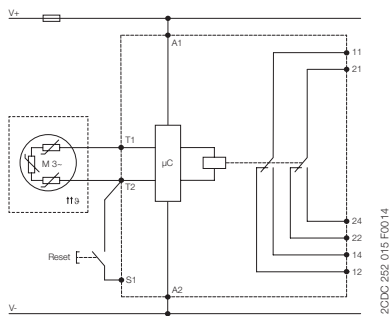 V+
A1
11
21
T1
µC
M 3~
T2
ϑ
24
22
Reset
14
S1
12
A2
V-
2CDC 252 015 F0014